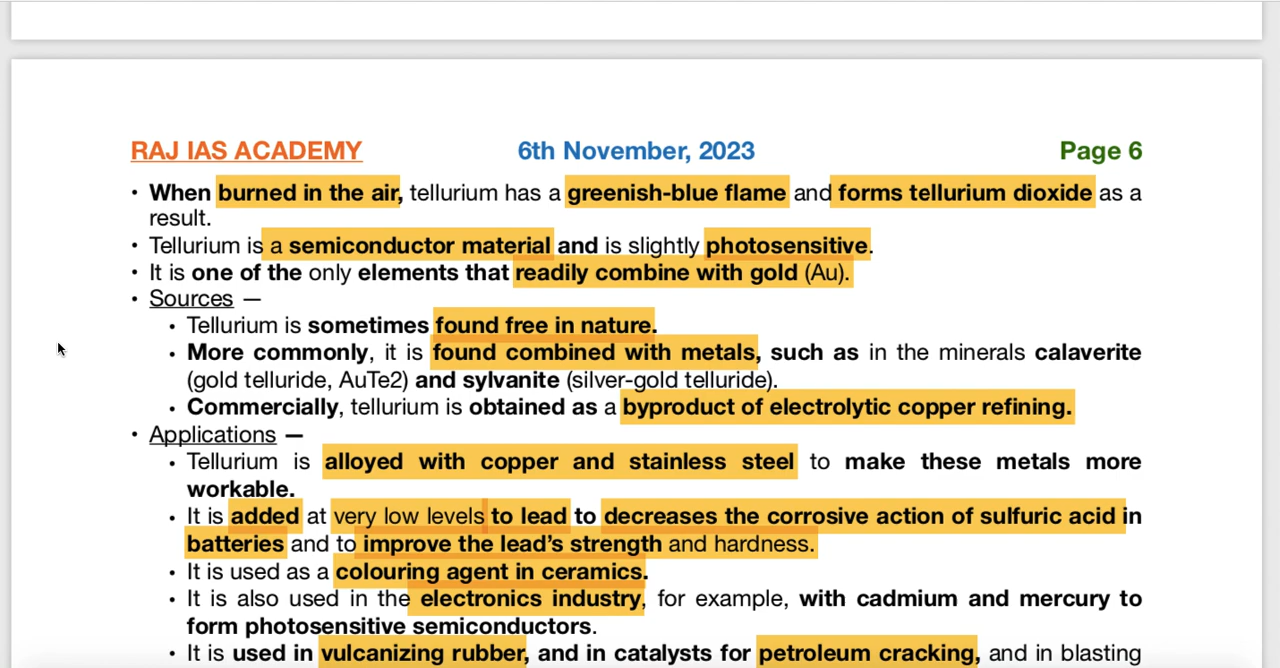 RAJ IAS ACADEMY 6th November, 2023 Page 6
• When burned in the air, tellurium has a greenish-blue flame and forms tellurium dioxide as a
result.
• Tellurium is a semiconductor material and is slightly photosensitive.
• It is one of the only elements that readily combine with gold (Au).
• Sources —
• Tellurium is sometimes found free in nature.
• More commonly, it is found combined with metals, such as in the minerals calaverite
(gold telluride, AuTe2) and sylvanite (silver-gold telluride).
• Commercially, tellurium is obtained as a byproduct of electrolytic copper refining.
• Applications —
• Tellurium is alloyed with copper and stainless steel to make these metals more
workable.
• It is added at very low levels to lead to decreases the corrosive action of sulfuric acid in
batteries and to improve the lead’s strength and hardness.
• It is used as a colouring agent in ceramics.
• It is also used in the electronics industry, for example, with cadmium and mercury to
form photosensitive semiconductors.
• It is used in vulcanizing rubber, and in catalysts for petroleum cracking, and in blasting